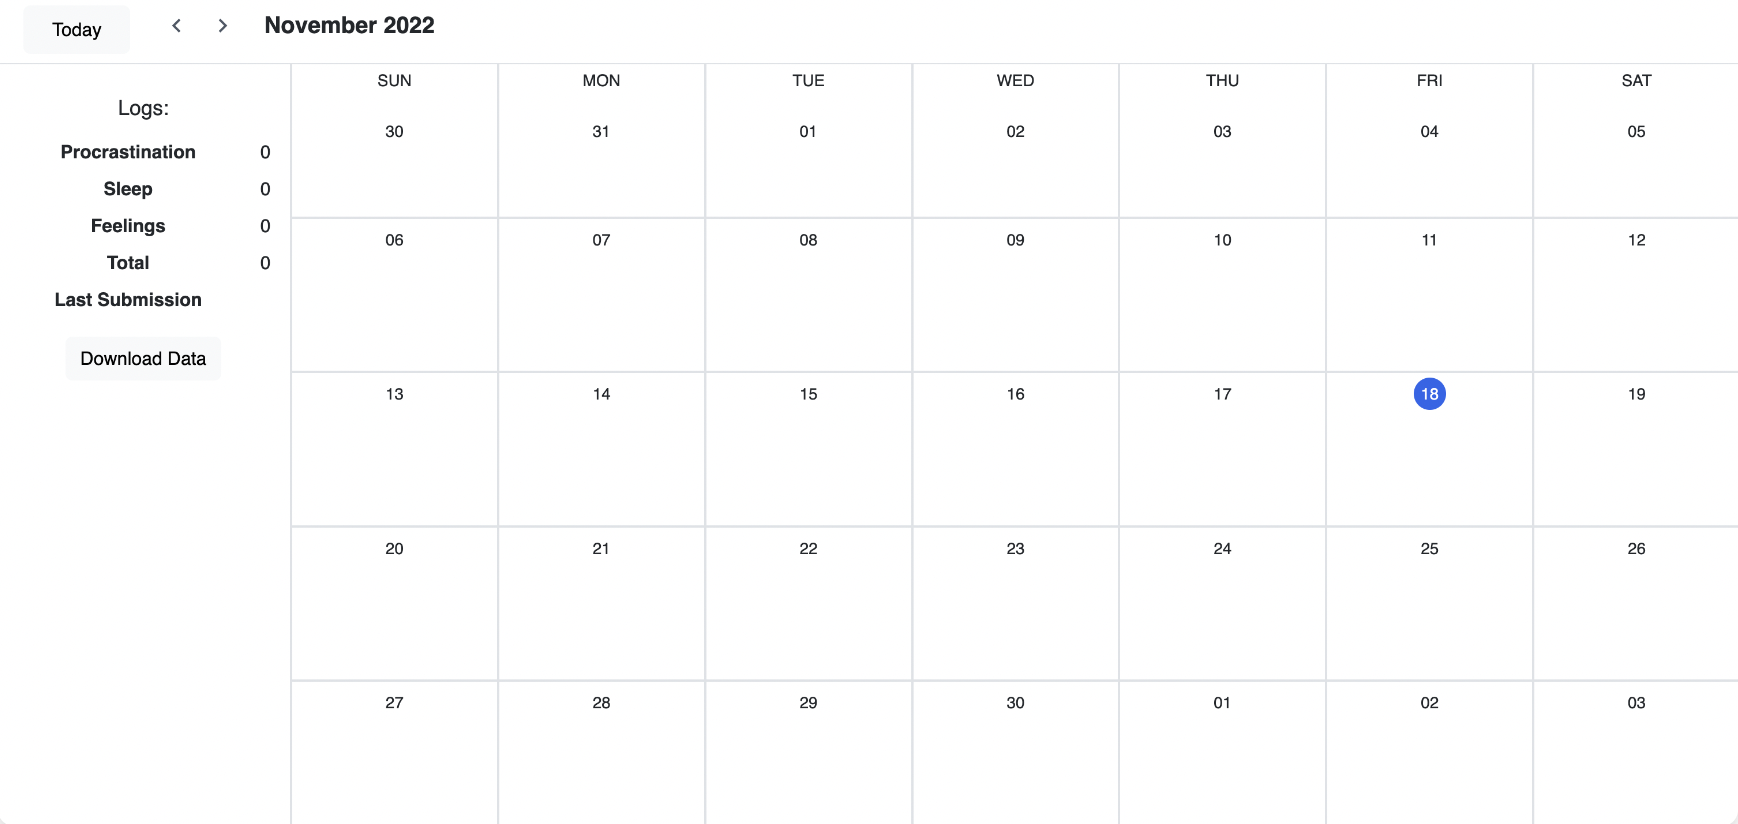 Today < > November 2022
Logs:
Procrastination 0
Sleep 0
Feelings 0
Total 0
Last Submission
Download Data
SUN MON TUE WED THU FRI SAT
30 31 01 02 03 04 05
06 07 08 09 10 11 12
13 14 15 16 17 18 19
20 21 22 23 24 25 26
27 28 29 30 01 02 03